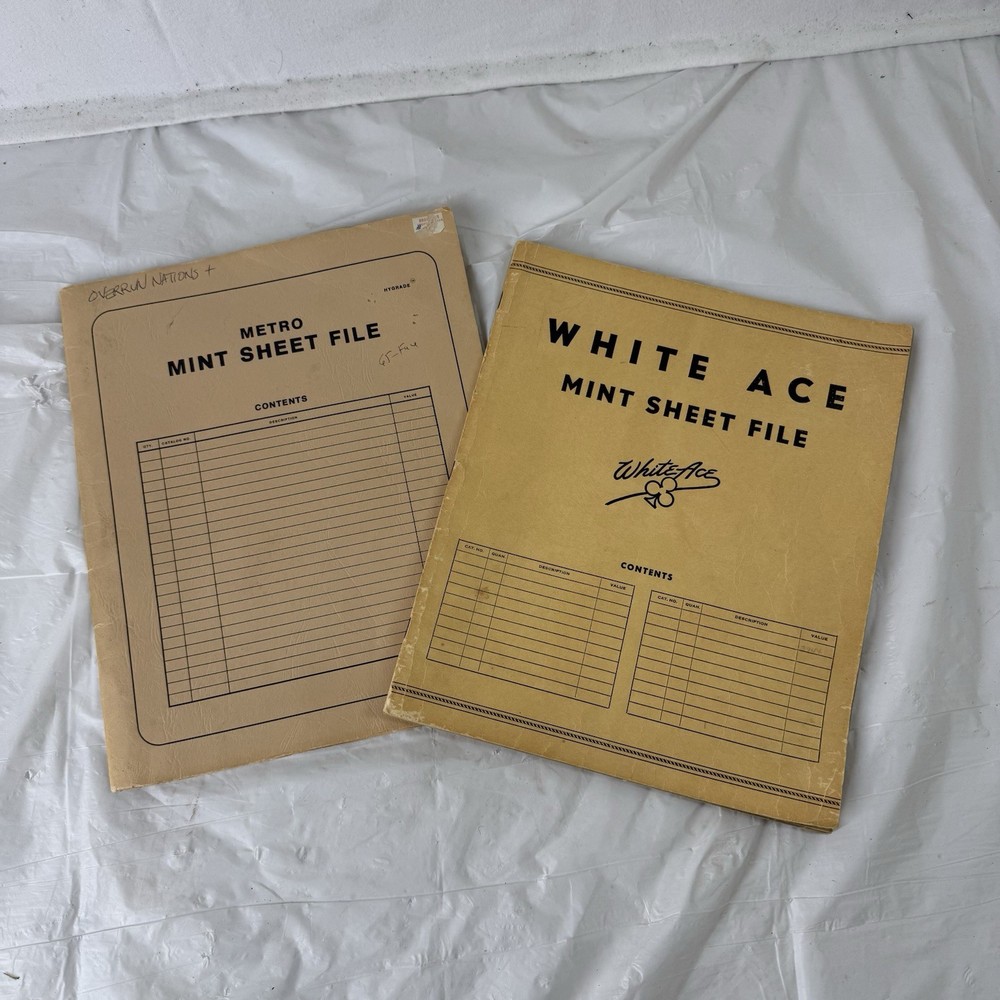 OVERRUN NATIONS +
HYGRADE
METRO
MINT SHEET FILE
CONTENTS
QTY. CATALOG NO. DESCRIPTION VALUE
WHITE ACE
MINT SHEET FILE
White Ace
CONTENTS
CAT. NO. QUAN. DESCRIPTION VALUE
CAT. NO. QUAN. DESCRIPTION VALUE